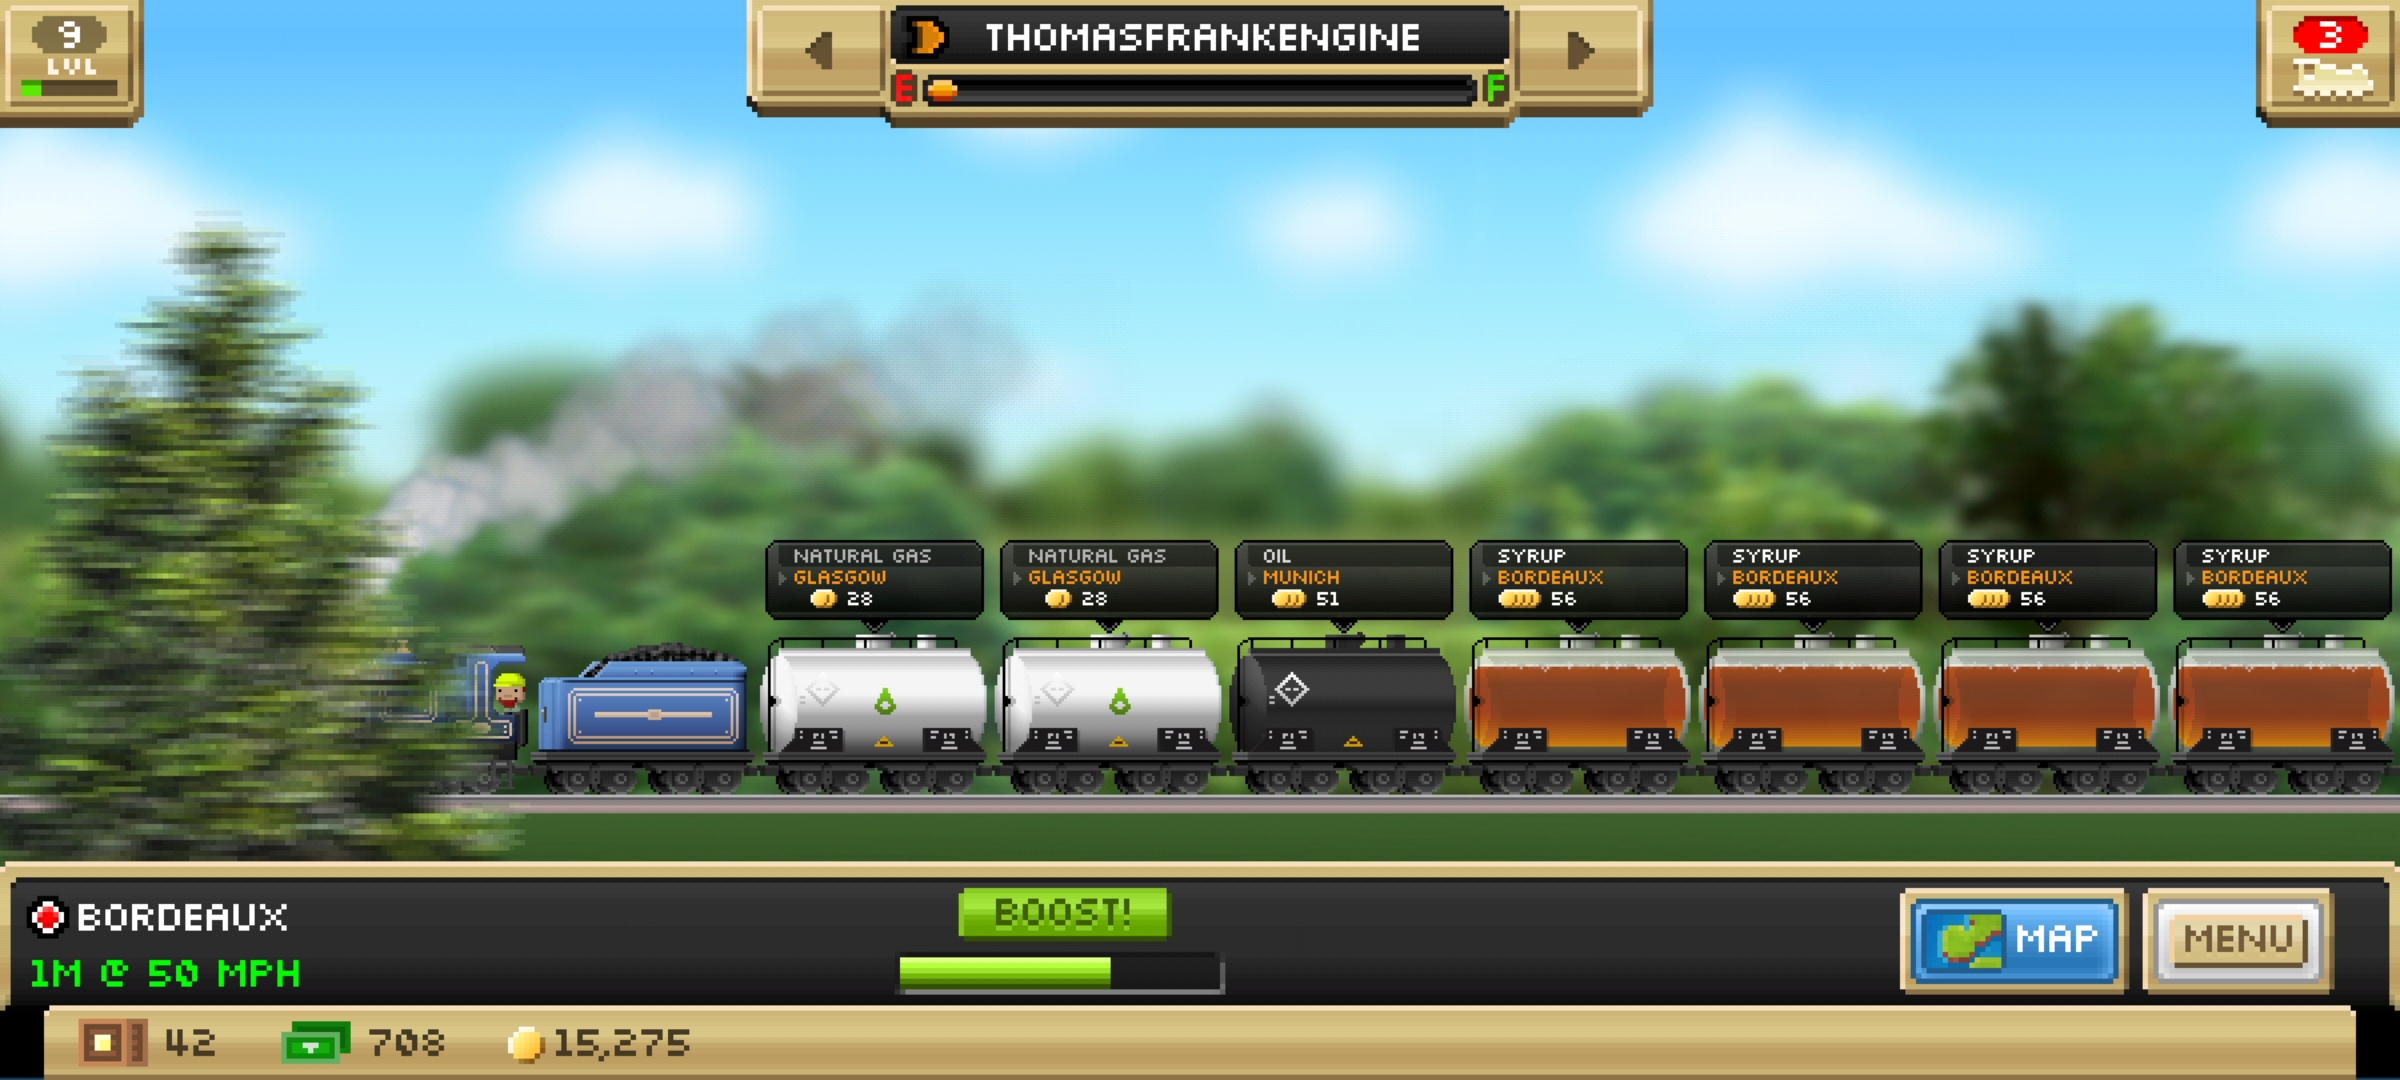 9
LVL
THOMASFRANKENGINE
E
F
3
NATURAL GAS
GLASGOW
28
NATURAL GAS
GLASGOW
28
OIL
MUNICH
51
SYRUP
BORDEAUX
56
SYRUP
BORDEAUX
56
SYRUP
BORDEAUX
56
SYRUP
BORDEAUX
56
BORDEAUX
1M @ 50 MPH
BOOST!
MAP
MENU
42
708
15,275